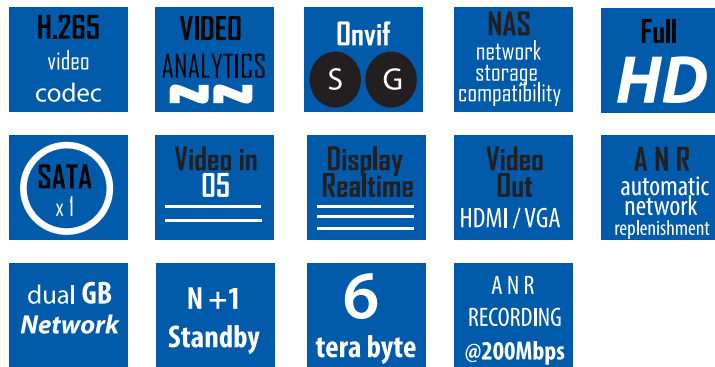 H.265
video
codec
VIDEO
ANALYTICS
NN
Onvif
S G
NAS
network
storage
compatibility
Full
HD
SATA
x 1
Video in
05
Display
Realtime
Video
Out
HDMI / VGA
A N R
automatic
network
replenishment
dual GB
Network
N +1
Standby
6
tera byte
A N R
RECORDING
@200Mbps